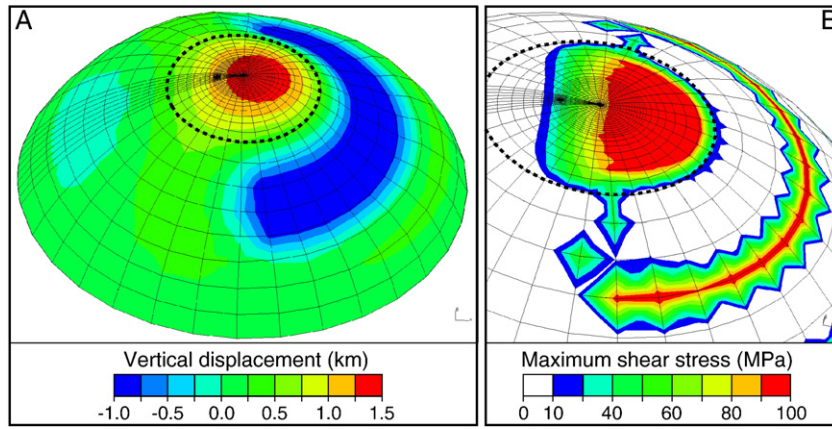 A
B
Vertical displacement (km)
-1.0 -0.5 0.0 0.5 1.0 1.5
Maximum shear stress (MPa)
0 10 40 60 80 100